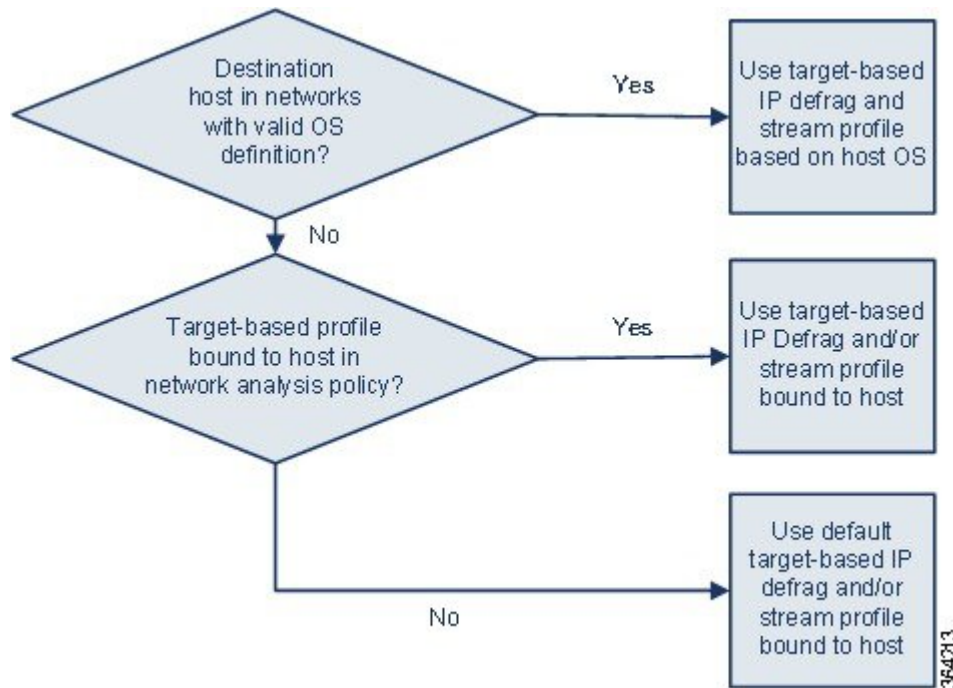 Destination
host in networks
with valid OS
definition?
Yes
Use target-based
IP defrag and
stream profile
based on host OS
No
Target-based profile
bound to host in
network analysis policy?
Yes
Use target-based
IP Defrag and/or
stream profile
bound to host
No
Use default
target-based IP
defrag and/or
stream profile
bound to host
364213